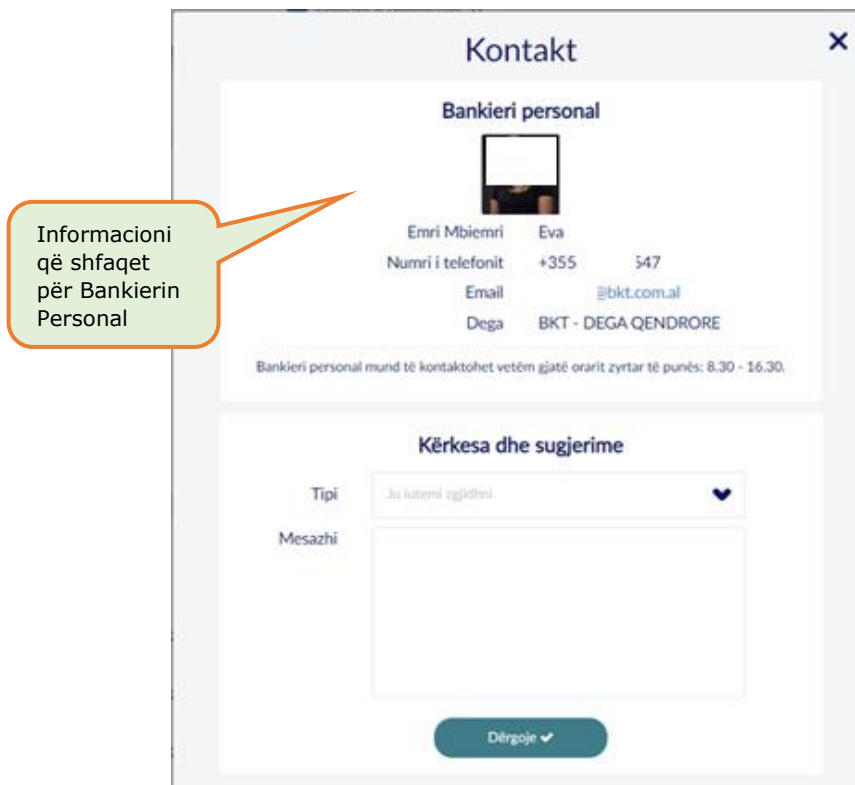 Kontakt
Bankieri personal
Informacioni
që shfaqet
për Bankierin
Personal
Emri Mbiemri Eva
Numri i telefonit +355 547
Email @bkt.com.al
Dega BKT - DEGA QENDRORE
Bankieri personal mund të kontaktohet vetëm gjatë orarit zyrtar të punës: 8.30 - 16.30.
Kërkesa dhe sugjerime
Tipi Ju lutemi zgjidhni
Mesazhi
Dërgoje